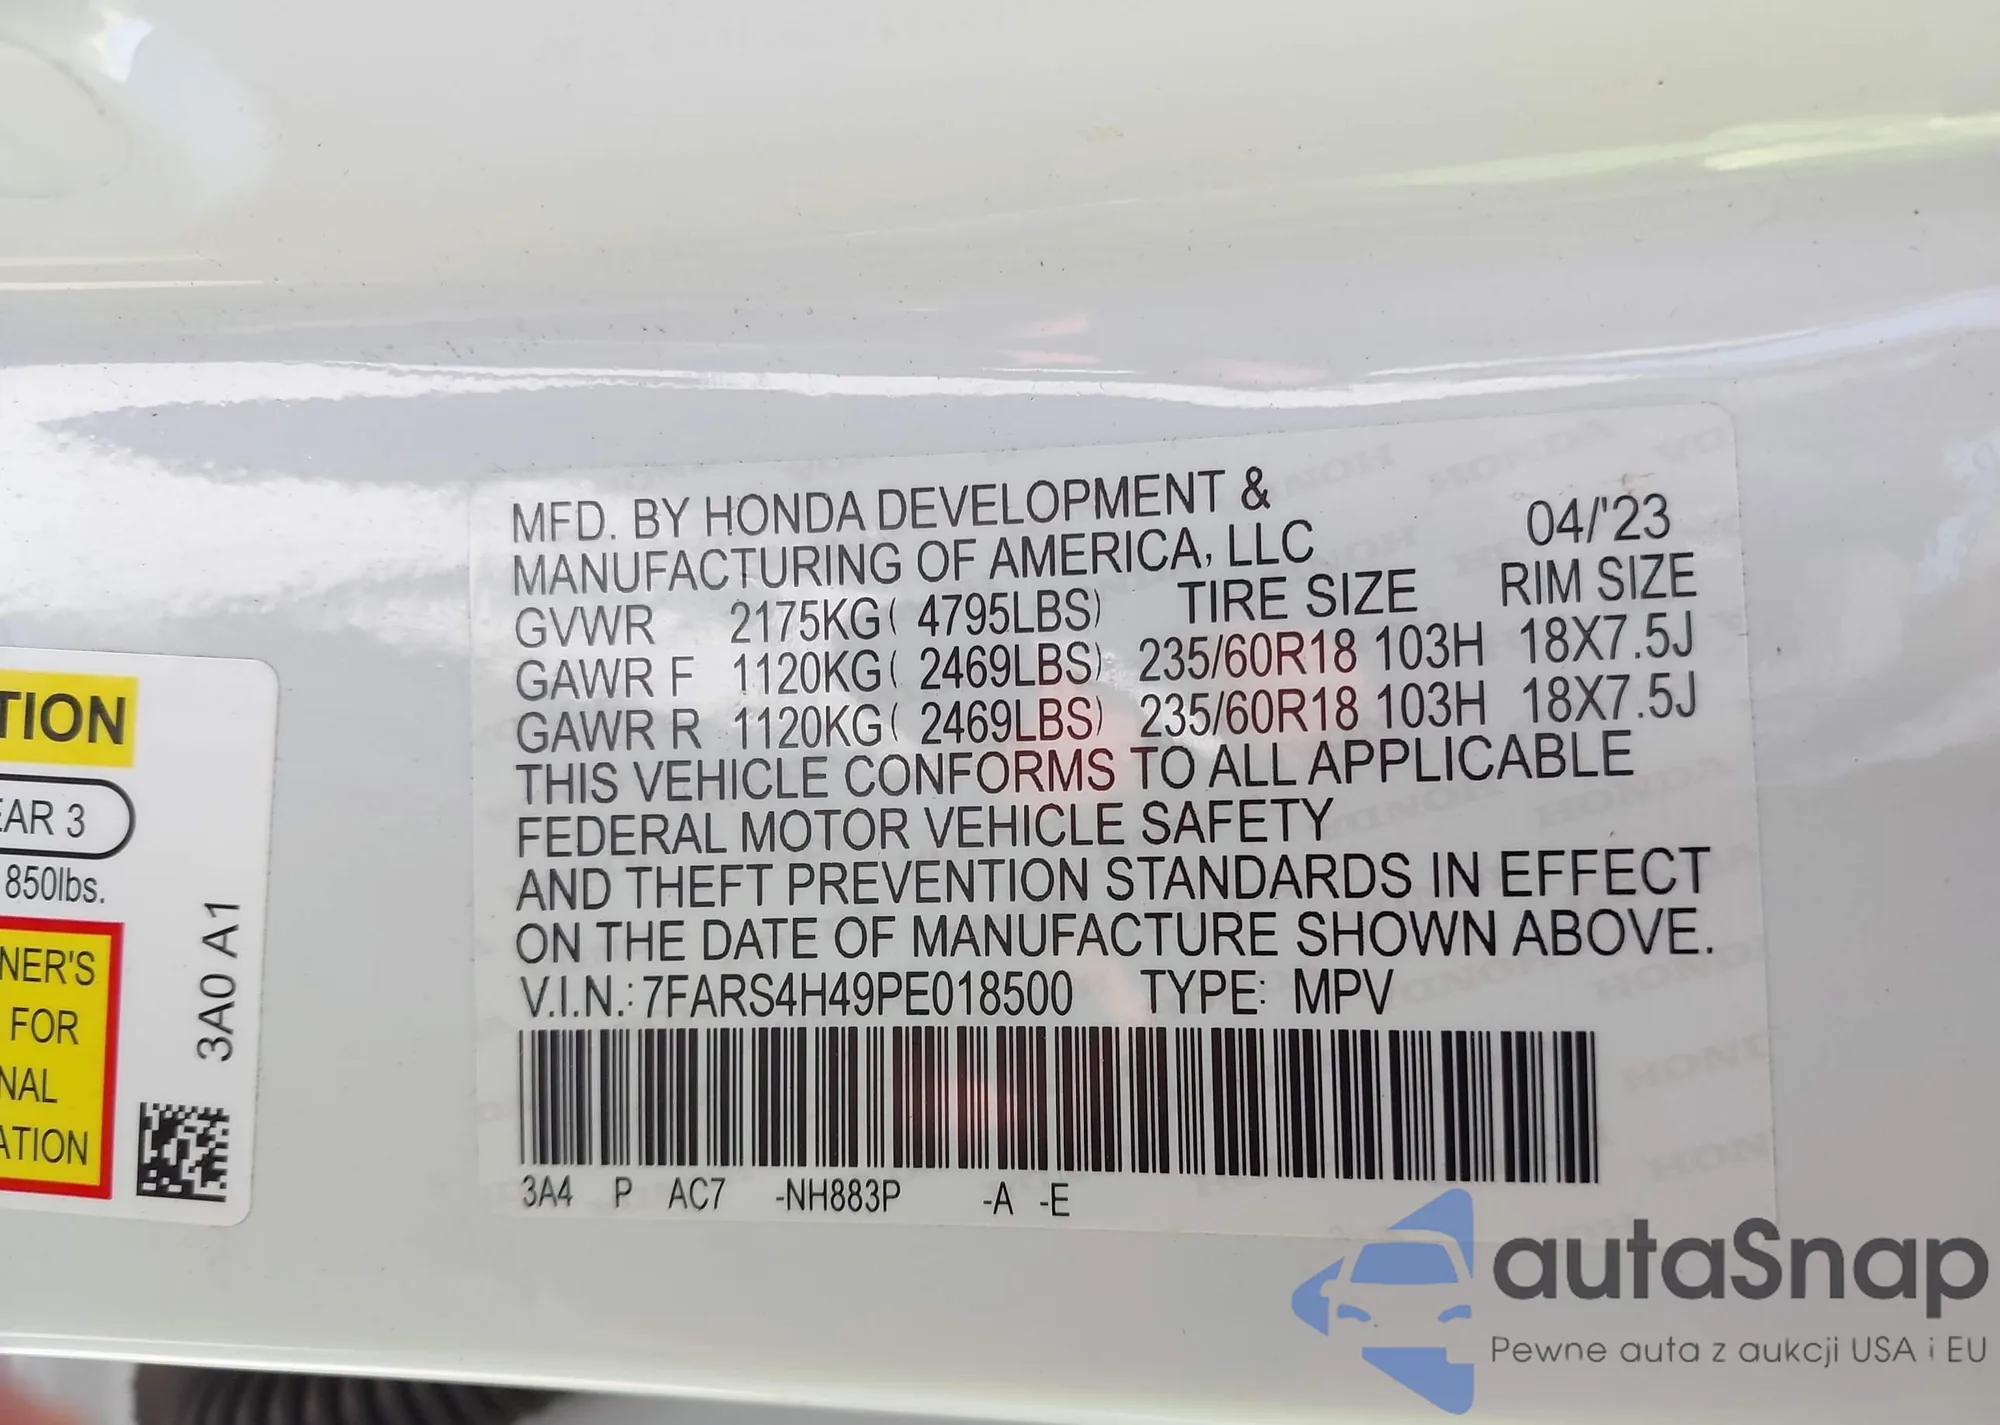 MFD. BY HONDA DEVELOPMENT &
MANUFACTURING OF AMERICA, LLC 04/'23
GVWR 2175KG( 4795LBS) TIRE SIZE RIM SIZE
GAWR F 1120KG( 2469LBS) 235/60R18 103H 18X7.5J
GAWR R 1120KG( 2469LBS) 235/60R18 103H 18X7.5J
THIS VEHICLE CONFORMS TO ALL APPLICABLE
FEDERAL MOTOR VEHICLE SAFETY
AND THEFT PREVENTION STANDARDS IN EFFECT
ON THE DATE OF MANUFACTURE SHOWN ABOVE.
V.I.N.: 7FARS4H49PE018500 TYPE: MPV
3A4 P AC7 -NH883P -A -E
TION
EAR 3
850lbs.
NER'S
FOR
NAL
ATION
3A0 A1
autaSnap
Pewne auta z aukcji USA i EU